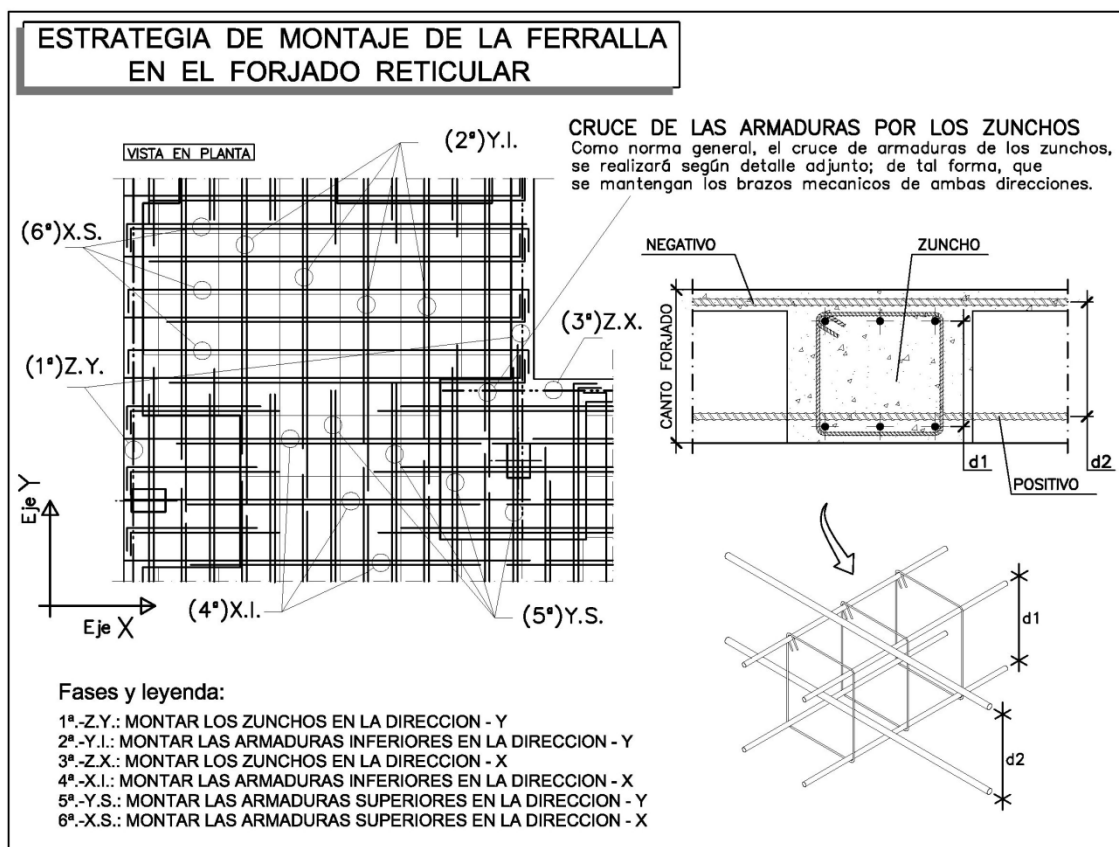 ESTRATEGIA DE MONTAJE DE LA FERRALLA
EN EL FORJADO RETICULAR
VISTA EN PLANTA
(2ª)Y.I.
(6ª)X.S.
(1ª)Z.Y.
(3ª)Z.X.
(4ª)X.I.
(5ª)Y.S.
Eje Y
Eje X
CRUCE DE LAS ARMADURAS POR LOS ZUNCHOS
Como norma general, el cruce de armaduras de los zunchos,
se realizará según detalle adjunto; de tal forma, que
se mantengan los brazos mecanicos de ambas direcciones.
NEGATIVO
ZUNCHO
CANTO FORJADO
d1
d2
POSITIVO
d1
d2
Fases y leyenda:
1ª.-Z.Y.: MONTAR LOS ZUNCHOS EN LA DIRECCION - Y
2ª.-Y.I.: MONTAR LAS ARMADURAS INFERIORES EN LA DIRECCION - Y
3ª.-Z.X.: MONTAR LOS ZUNCHOS EN LA DIRECCION - X
4ª.-X.I.: MONTAR LAS ARMADURAS INFERIORES EN LA DIRECCION - X
5ª.-Y.S.: MONTAR LAS ARMADURAS SUPERIORES EN LA DIRECCION - Y
6ª.-X.S.: MONTAR LAS ARMADURAS SUPERIORES EN LA DIRECCION - X